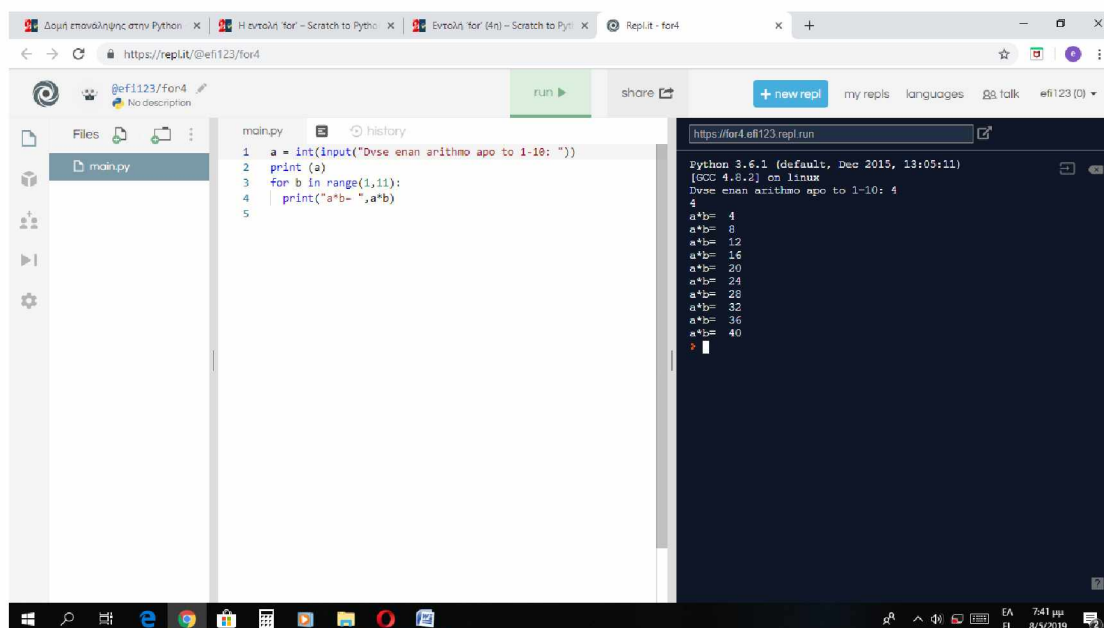 Δομή επανάληψης στην Python
Η εντολή 'for' – Scratch to Pytho
Εντολή 'for' (4η) – Scratch to Pyt
Repl.it - for4
https://repl.it/@efi123/for4
@efi123/for4
No description
run
share
+ new repl
my repls
languages
talk
efi123 (0)
Files
main.py
main.py
history
1 a = int(input("Dvse enan arithmo apo to 1-10: "))
2 print (a)
3 for b in range(1,11):
4 print("a*b= ",a*b)
5
https://for4.efi123.repl.run
Python 3.6.1 (default, Dec 2015, 13:05:11)
[GCC 4.8.2] on linux
Dvse enan arithmo apo to 1-10: 4
4
a*b= 4
a*b= 8
a*b= 12
a*b= 16
a*b= 20
a*b= 24
a*b= 28
a*b= 32
a*b= 36
a*b= 40
ΕΛ
7:41 μμ
8/5/2019